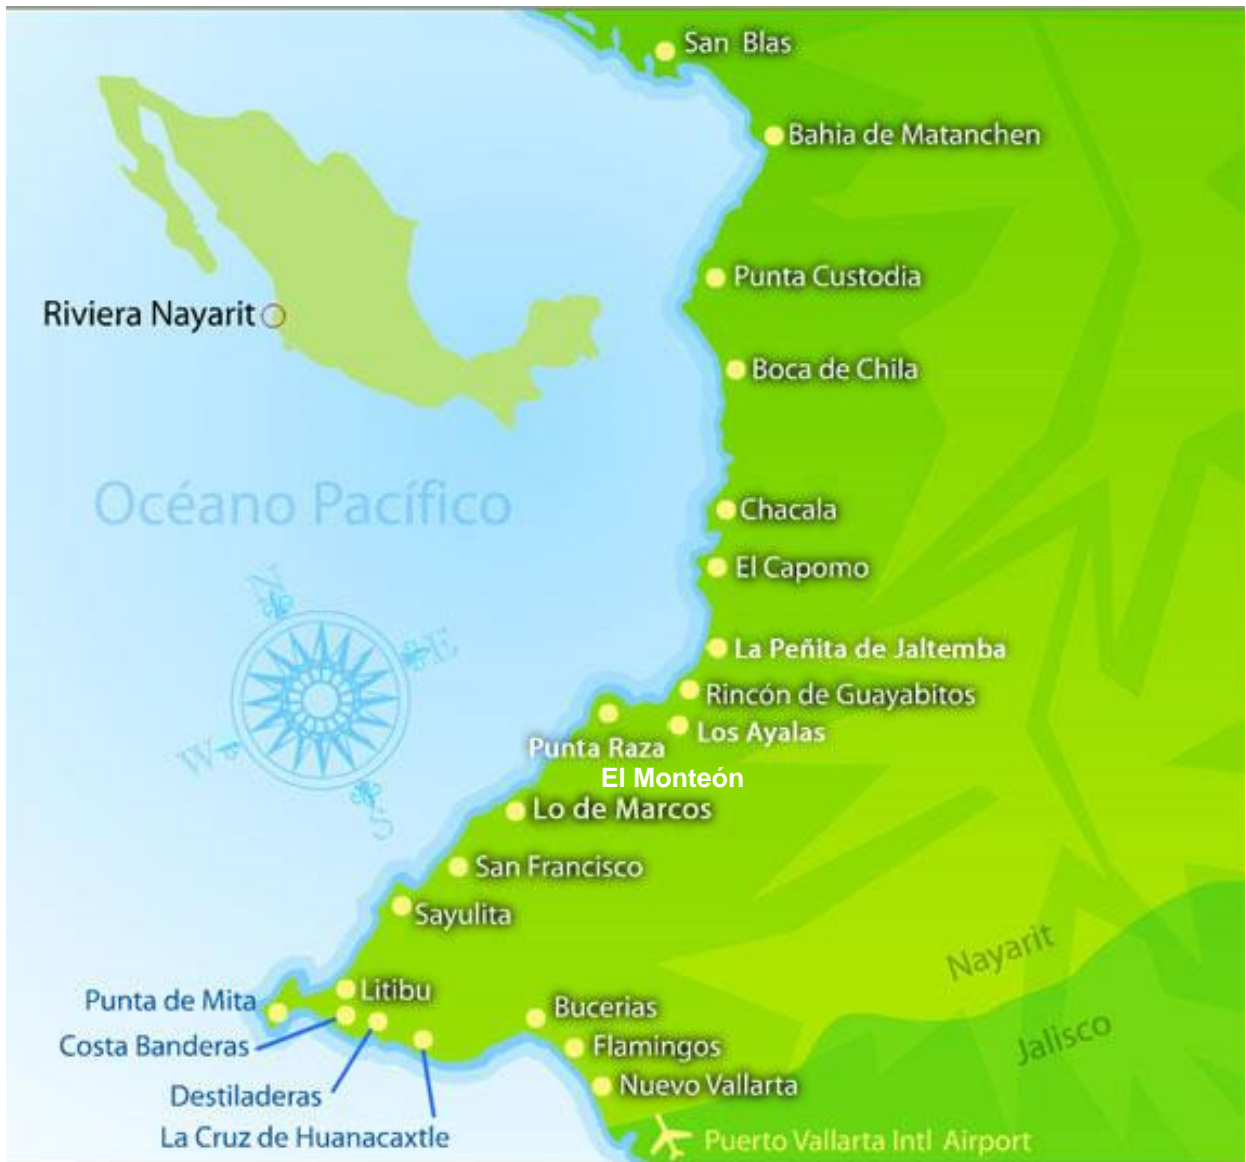 San Blas
Bahia de Matanchen
Punta Custodia
Riviera Nayarit
Boca de Chila
Océano Pacífico
Chacala
El Capomo
N
E
W
S
La Peñita de Jaltemba
Rincón de Guayabitos
Los Ayalas
Punta Raza
El Monteón
Lo de Marcos
San Francisco
Sayulita
Nayarit
Jalisco
Litibu
Punta de Mita
Costa Banderas
Destiladeras
La Cruz de Huanacaxtle
Bucerias
Flamingos
Nuevo Vallarta
Puerto Vallarta Intl Airport